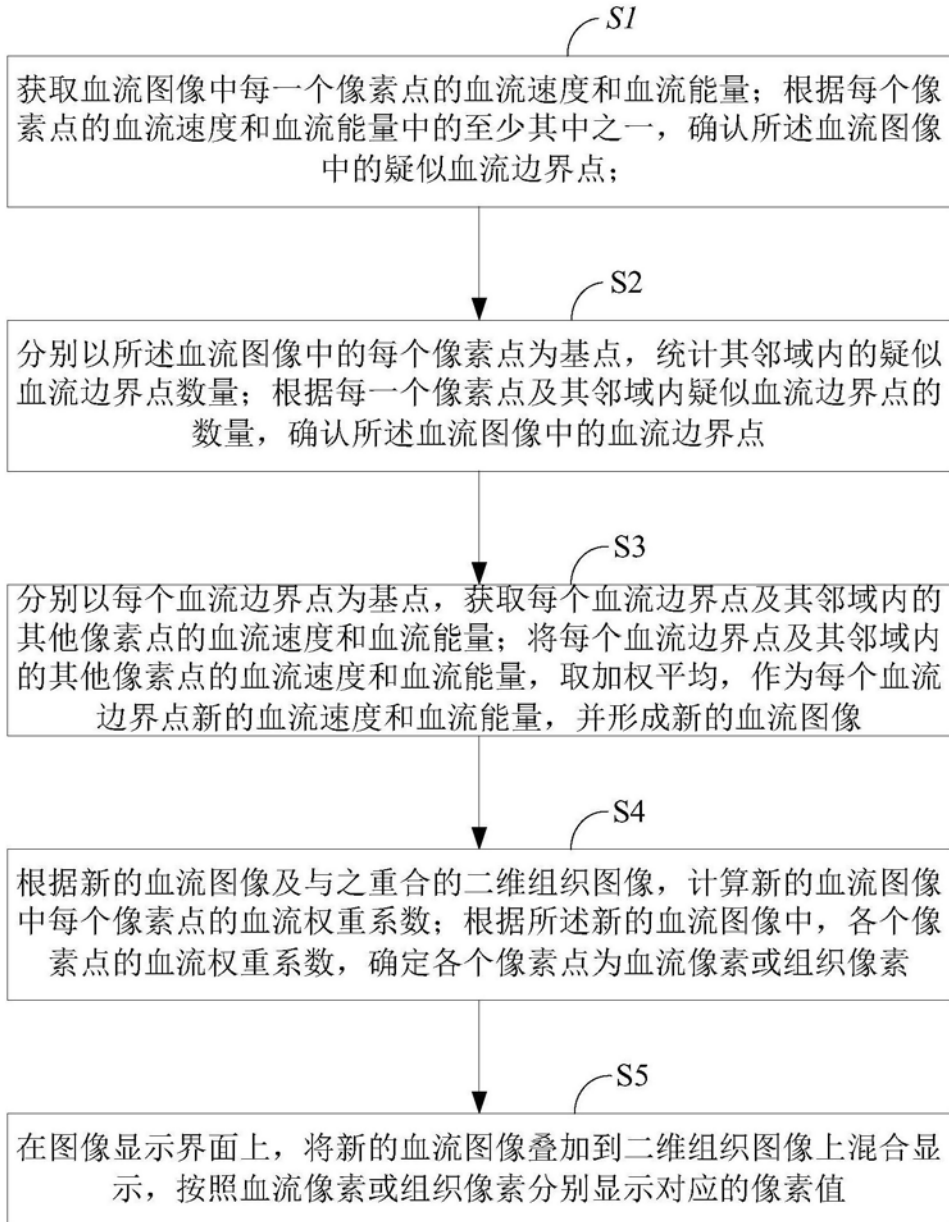 S1
获取血流图像中每一个像素点的血流速度和血流能量；根据每个像
素点的血流速度和血流能量中的至少其中之一，确认所述血流图像
中的疑似血流边界点；
S2
分别以所述血流图像中的每个像素点为基点，统计其邻域内的疑似
血流边界点数量；根据每一个像素点及其邻域内疑似血流边界点的
数量，确认所述血流图像中的血流边界点
S3
分别以每个血流边界点为基点，获取每个血流边界点及其邻域内的
其他像素点的血流速度和血流能量；将每个血流边界点及其邻域内
的其他像素点的血流速度和血流能量，取加权平均，作为每个血流
边界点新的血流速度和血流能量，并形成新的血流图像
S4
根据新的血流图像及与之重合的二维组织图像，计算新的血流图像
中每个像素点的血流权重系数；根据所述新的血流图像中，各个像
素点的血流权重系数，确定各个像素点为血流像素或组织像素
S5
在图像显示界面上，将新的血流图像叠加到二维组织图像上混合显
示，按照血流像素或组织像素分别显示对应的像素值